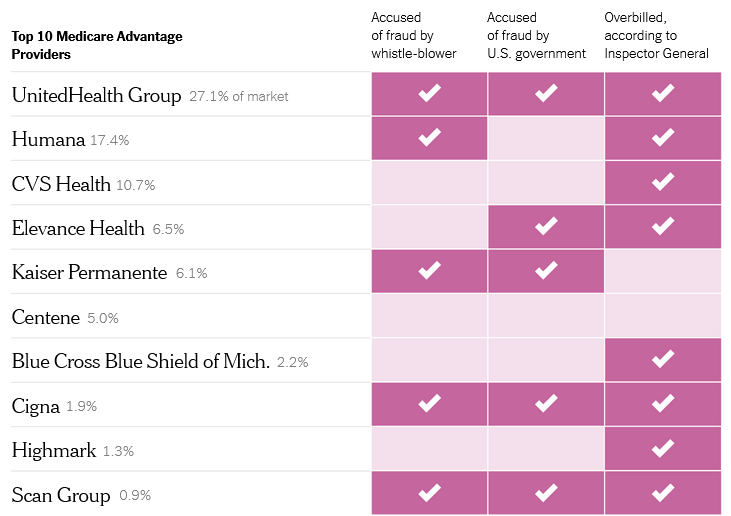 Top 10 Medicare Advantage
Providers
Accused
of fraud by
whistle-blower
Accused
of fraud by
U.S. government
Overbilled,
according to
Inspector General
UnitedHealth Group 27.1% of market
Humana 17.4%
CVS Health 10.7%
Elevance Health 6.5%
Kaiser Permanente 6.1%
Centene 5.0%
Blue Cross Blue Shield of Mich. 2.2%
Cigna 1.9%
Highmark 1.3%
Scan Group 0.9%